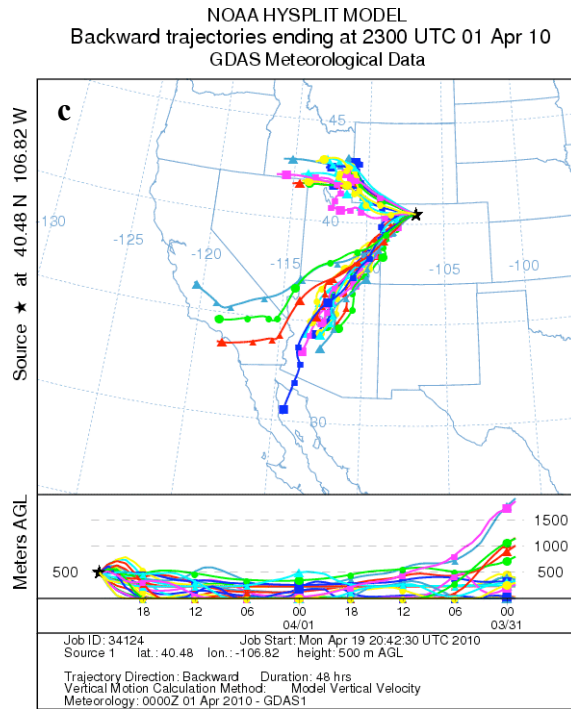 NOAA HYSPLIT MODEL
Backward trajectories ending at 2300 UTC 01 Apr 10
GDAS Meteorological Data
Source ★ at 40.48 N 106.82 W
c
45
-130
-125
-120
40
-115
-110
-105
-100
30
Meters AGL
1500
1000
500
500
18 12 06 00 18 12 06 00
04/01 03/31
Job ID: 34124 Job Start: Mon Apr 19 20:42:30 UTC 2010
Source 1 lat.: 40.48 lon.: -106.82 height: 500 m AGL
Trajectory Direction: Backward Duration: 48 hrs
Vertical Motion Calculation Method: Model Vertical Velocity
Meteorology: 0000Z 01 Apr 2010 - GDAS1